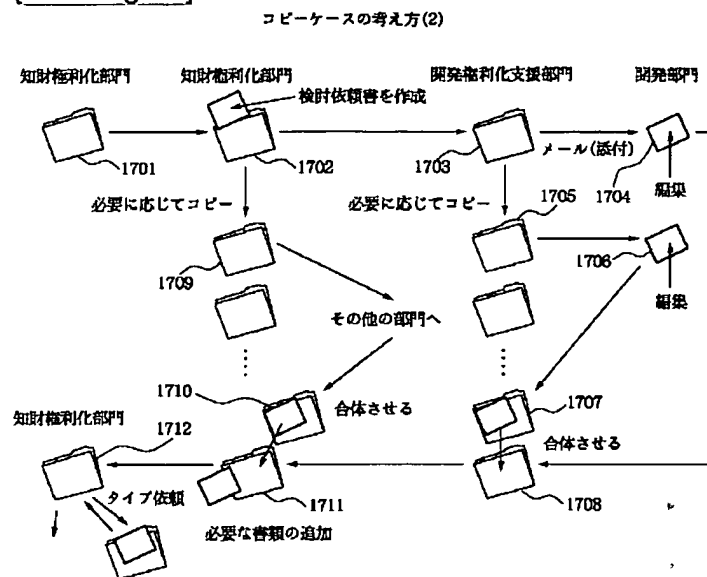 コピーケースの考え方(2)
知財権利化部門
知財権利化部門
開発権利化支援部門
開発部門
検討依頼書を作成
1701
1702
1703
メール(添付)
1704
編集
必要に応じてコピー
必要に応じてコピー
1705
1709
1706
編集
その他の部門へ
1710
合体させる
1707
知財権利化部門
1712
合体させる
タイプ依頼
1711
1708
必要な書類の追加